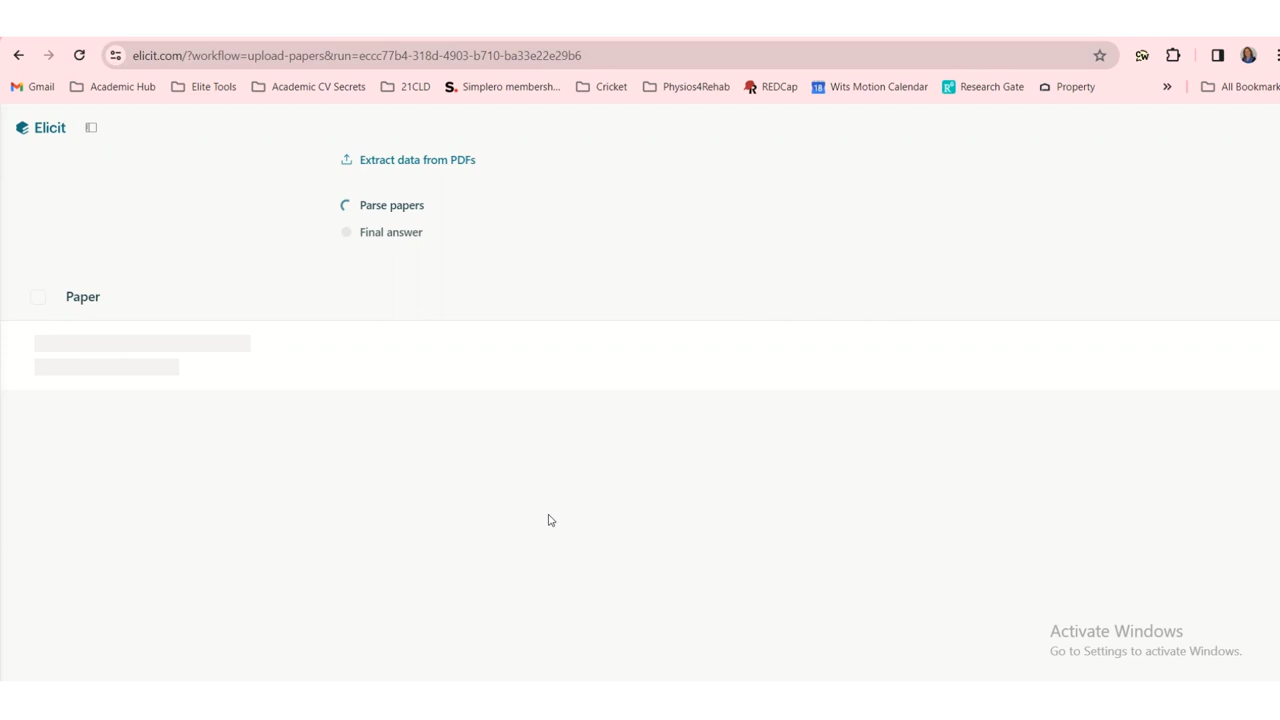 elicit.com/?workflow=upload-papers&run=eccc77b4-318d-4903-b710-ba33e22e29b6
Gmail Academic Hub Elite Tools Academic CV Secrets 21CLD S. Simplero membersh... Cricket Physios4Rehab REDCap 18 Wits Motion Calendar Research Gate Property » All Bookmark
Elicit
Extract data from PDFs
Parse papers
Final answer
Paper
Activate Windows
Go to Settings to activate Windows.